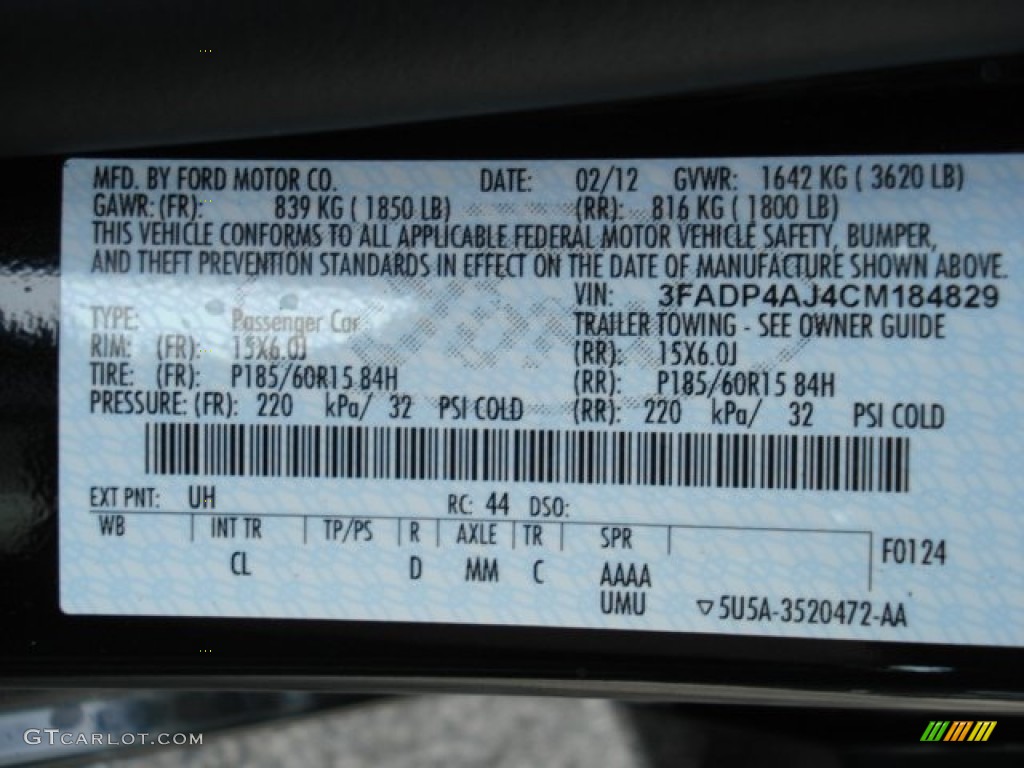 MFD. BY FORD MOTOR CO. DATE: 02/12 GVWR: 1642 KG ( 3620 LB)
GAWR: (FR): 839 KG ( 1850 LB) (RR): 816 KG ( 1800 LB)
THIS VEHICLE CONFORMS TO ALL APPLICABLE FEDERAL MOTOR VEHICLE SAFETY, BUMPER,
AND THEFT PREVENTION STANDARDS IN EFFECT ON THE DATE OF MANUFACTURE SHOWN ABOVE.
VIN: 3FADP4AJ4CM184829
TYPE: Passenger Car TRAILER TOWING - SEE OWNER GUIDE
RIM: (FR): 15X6.0J (RR): 15X6.0J
TIRE: (FR): P185/60R15 84H (RR): P185/60R15 84H
PRESSURE: (FR): 220 kPa/ 32 PSI COLD (RR): 220 kPa/ 32 PSI COLD
EXT PNT: UH RC: 44 DSO:
WB INT TR TP/PS R AXLE TR SPR
F0124
CL D MM C AAAA
UMU ▽5U5A-3520472-AA
GTCARLOT.COM